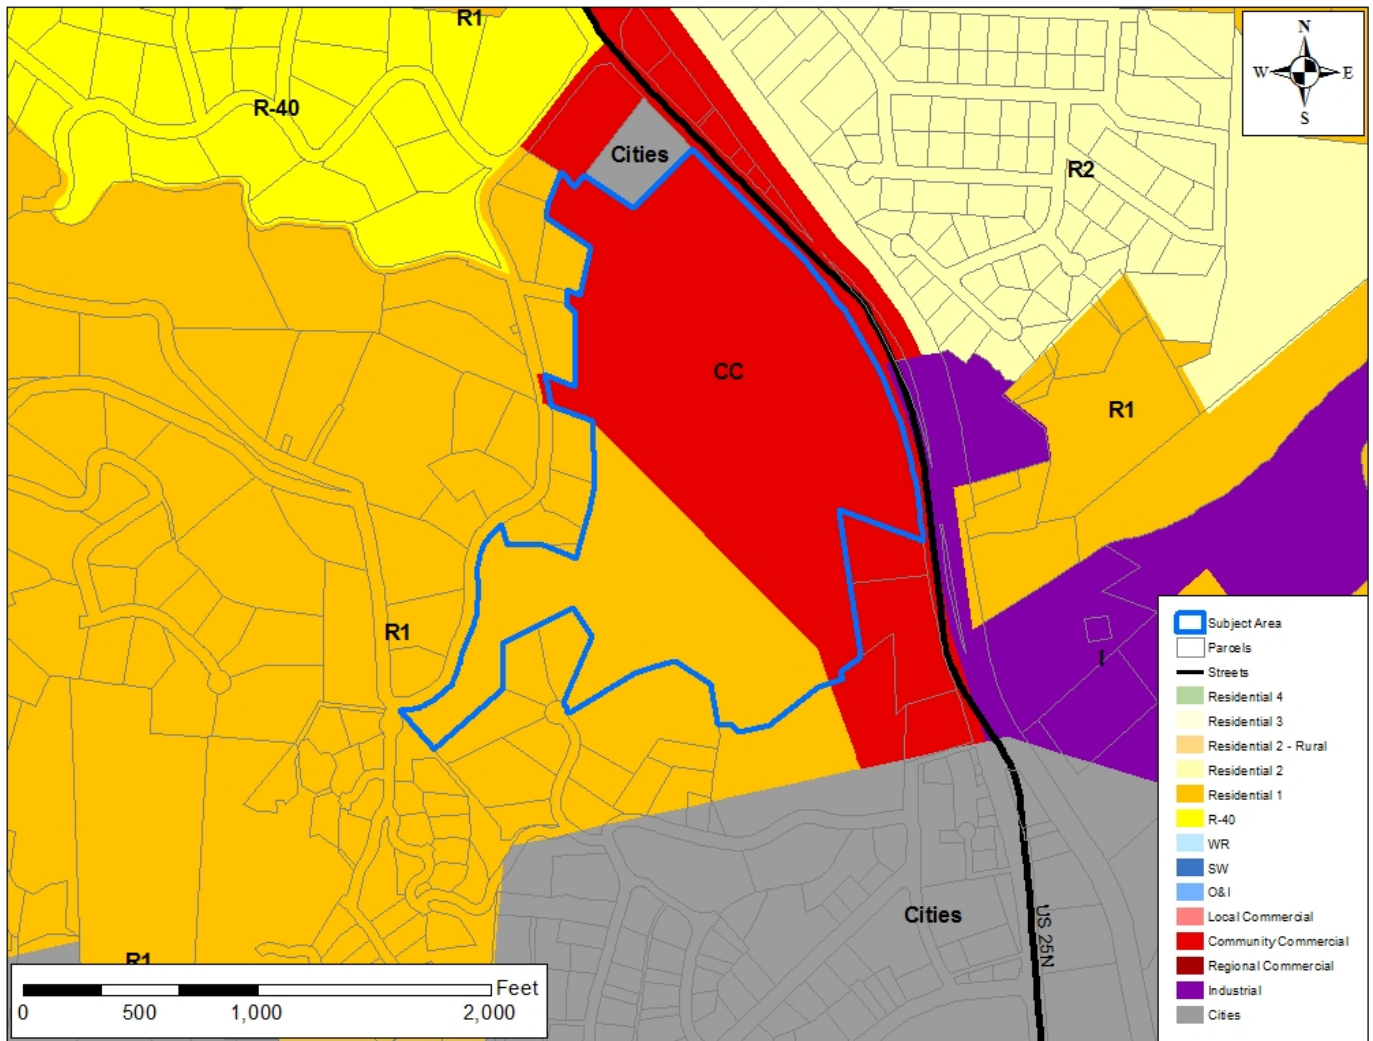 R1
N
W E
S
R-40
Cities
R2
CC
R1
R1
I
Cities
US 25N
R1
Subject Area
Parcels
Streets
Residential 4
Residential 3
Residential 2 - Rural
Residential 2
Residential 1
R-40
WR
SW
O&I
Local Commercial
Community Commercial
Regional Commercial
Industrial
Cities
Feet
0 500 1,000 2,000